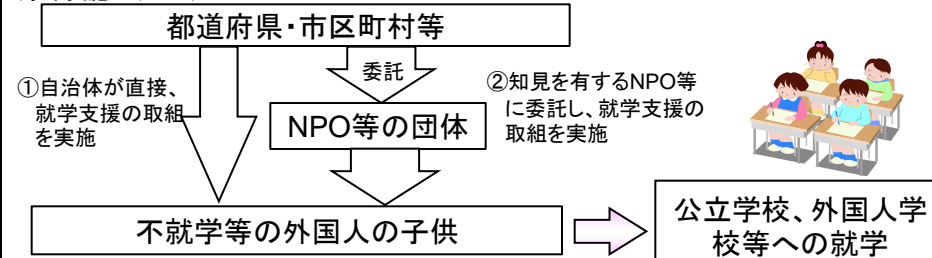 都道府県・市区町村等
①自治体が直接、
就学支援の取組
を実施
委託
②知見を有するNPO等
に委託し、就学支援の
取組を実施
NPO等の団体
不就学等の外国人の子供
公立学校、外国人学
校等への就学